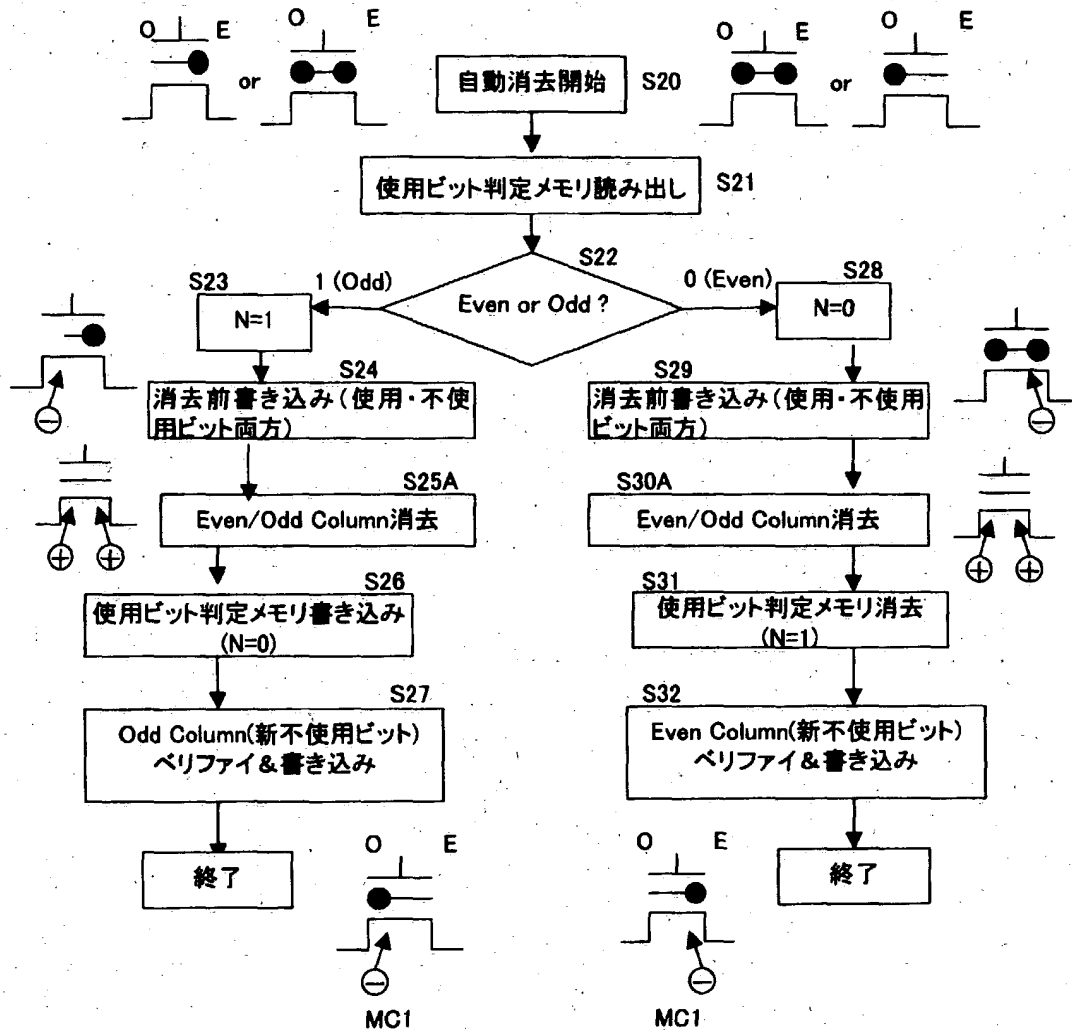 O E or O E
自動消去開始 S20
O E or O E
使用ビット判定メモリ読み出し S21
S22
Even or Odd ?
1 (Odd)
0 (Even)
S23
N=1
S28
N=0
S24
消去前書き込み(使用・不使
用ビット両方)
S29
消去前書き込み(使用・不使用
ビット両方)
S25A
Even/Odd Column消去
S30A
Even/Odd Column消去
S26
使用ビット判定メモリ書き込み
(N=0)
S31
使用ビット判定メモリ消去
(N=1)
S27
Odd Column(新不使用ビット)
ベリファイ&書き込み
S32
Even Column(新不使用ビット)
ベリファイ&書き込み
終了
O E
MC1
O E
MC1
終了